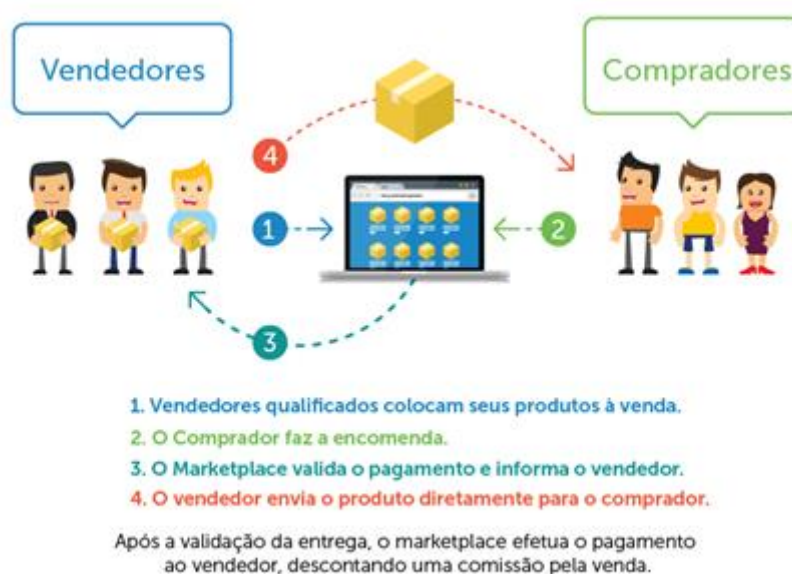 Vendedores
Compradores
4
1
2
3
1. Vendedores qualificados colocam seus produtos à venda.
2. O Comprador faz a encomenda.
3. O Marketplace valida o pagamento e informa o vendedor.
4. O vendedor envia o produto diretamente para o comprador.
Após a validação da entrega, o marketplace efetua o pagamento
ao vendedor, descontando uma comissão pela venda.